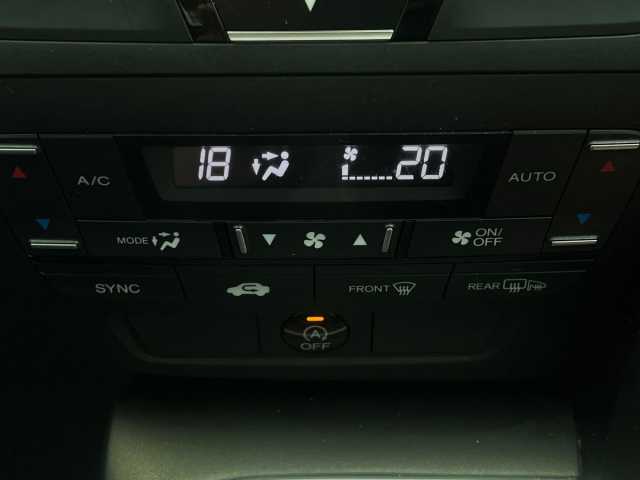 18 20
A/C AUTO
MODE ON/OFF
SYNC FRONT REAR
A
OFF